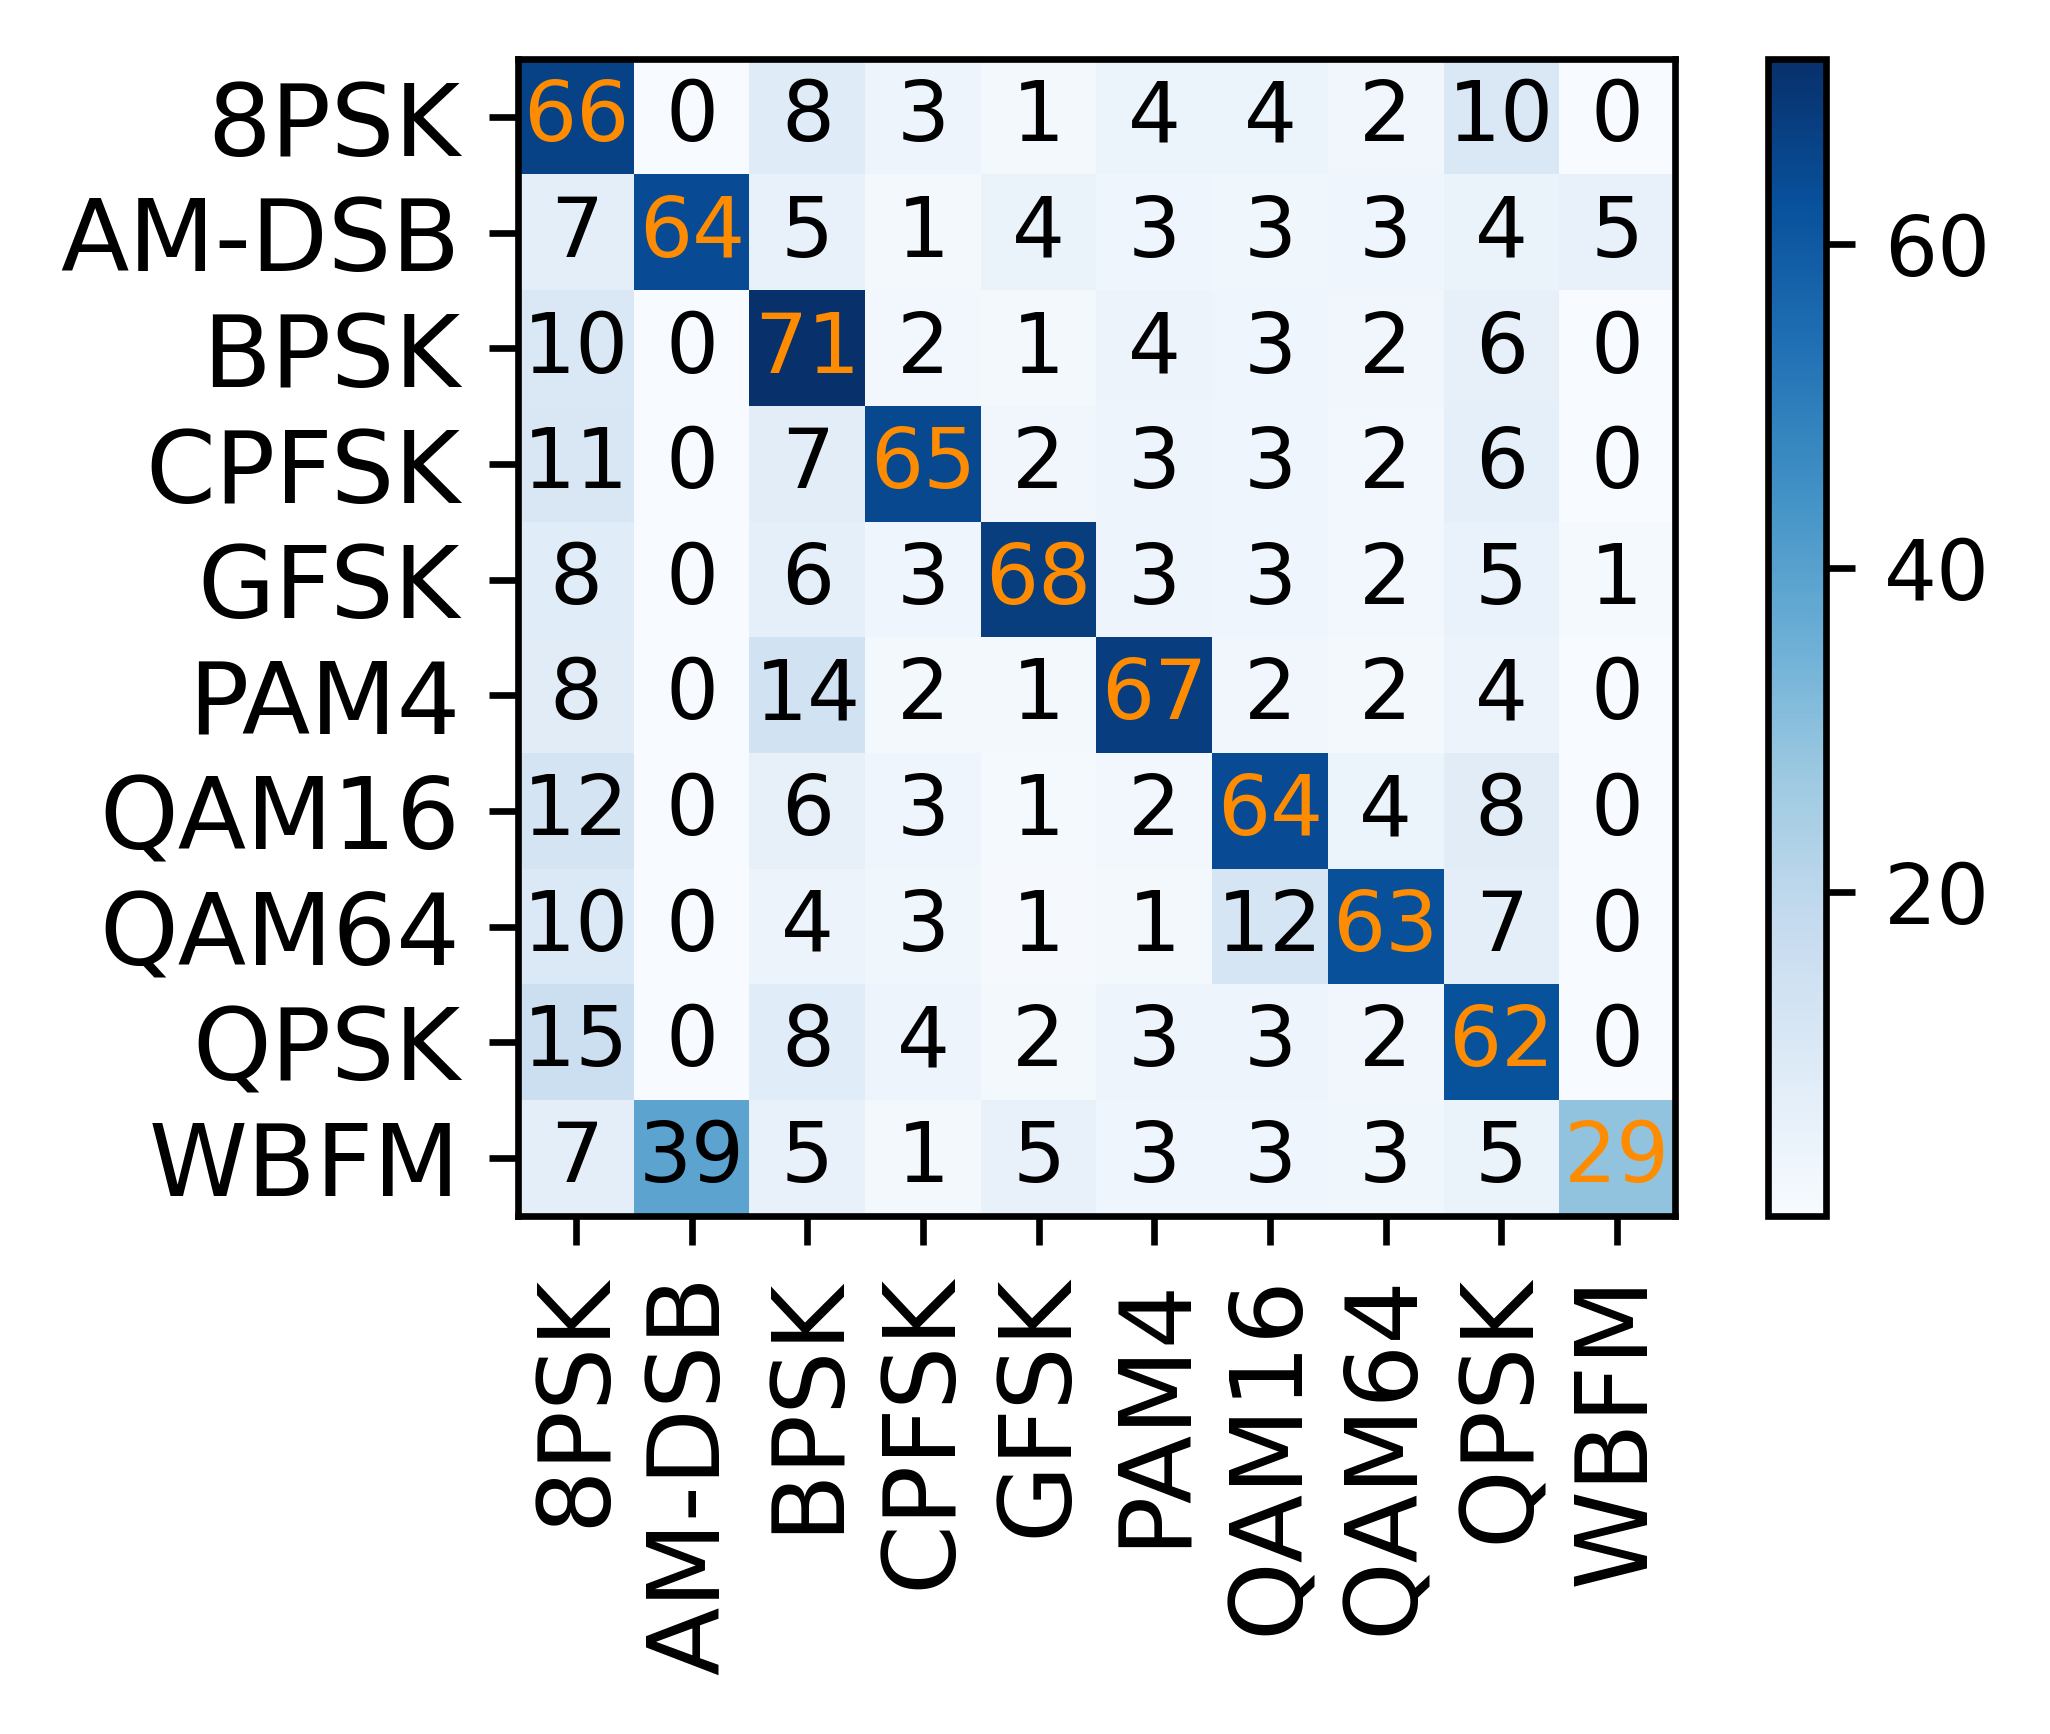 8PSK 66 0 8 3 1 4 4 2 10 0
AM-DSB 7 64 5 1 4 3 3 3 4 5
60
BPSK 10 0 71 2 1 4 3 2 6 0
CPFSK 11 0 7 65 2 3 3 2 6 0
GFSK 8 0 6 3 68 3 3 2 5 1
40
PAM4 8 0 14 2 1 67 2 2 4 0
QAM16 12 0 6 3 1 2 64 4 8 0
QAM64 10 0 4 3 1 1 12 63 7 0
20
QPSK 15 0 8 4 2 3 3 2 62 0
WBFM 7 39 5 1 5 3 3 3 5 29
8PSK
AM-DSB
BPSK
CPFSK
GFSK
PAM4
QAM16
QAM64
QPSK
WBFM